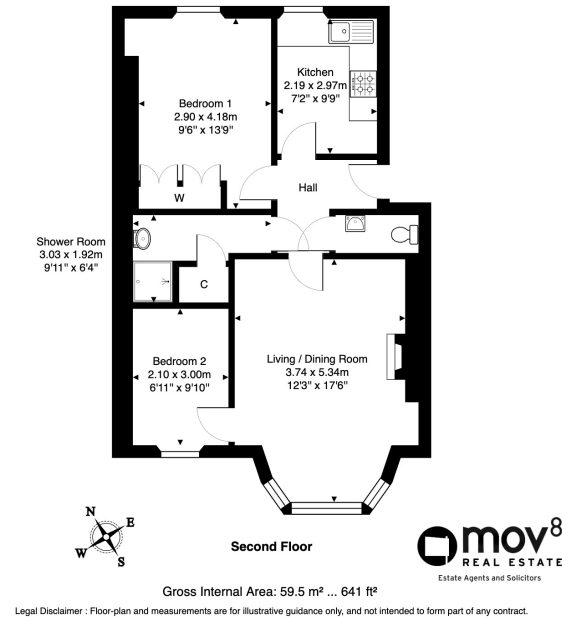 Kitchen
2.19 x 2.97m
7'2" x 9'9"
Bedroom 1
2.90 x 4.18m
9'6" x 13'9"
W
Hall
Shower Room
3.03 x 1.92m
9'11" x 6'4"
C
Bedroom 2
2.10 x 3.00m
6'11" x 9'10"
Living / Dining Room
3.74 x 5.34m
12'3" x 17'6"
N
E
W
S
Second Floor
mov8
REAL ESTATE
Estate Agents and Solicitors
Gross Internal Area: 59.5 m² ... 641 ft²
Legal Disclaimer : Floor-plan and measurements are for illustrative guidance only, and not intended to form part of any contract.